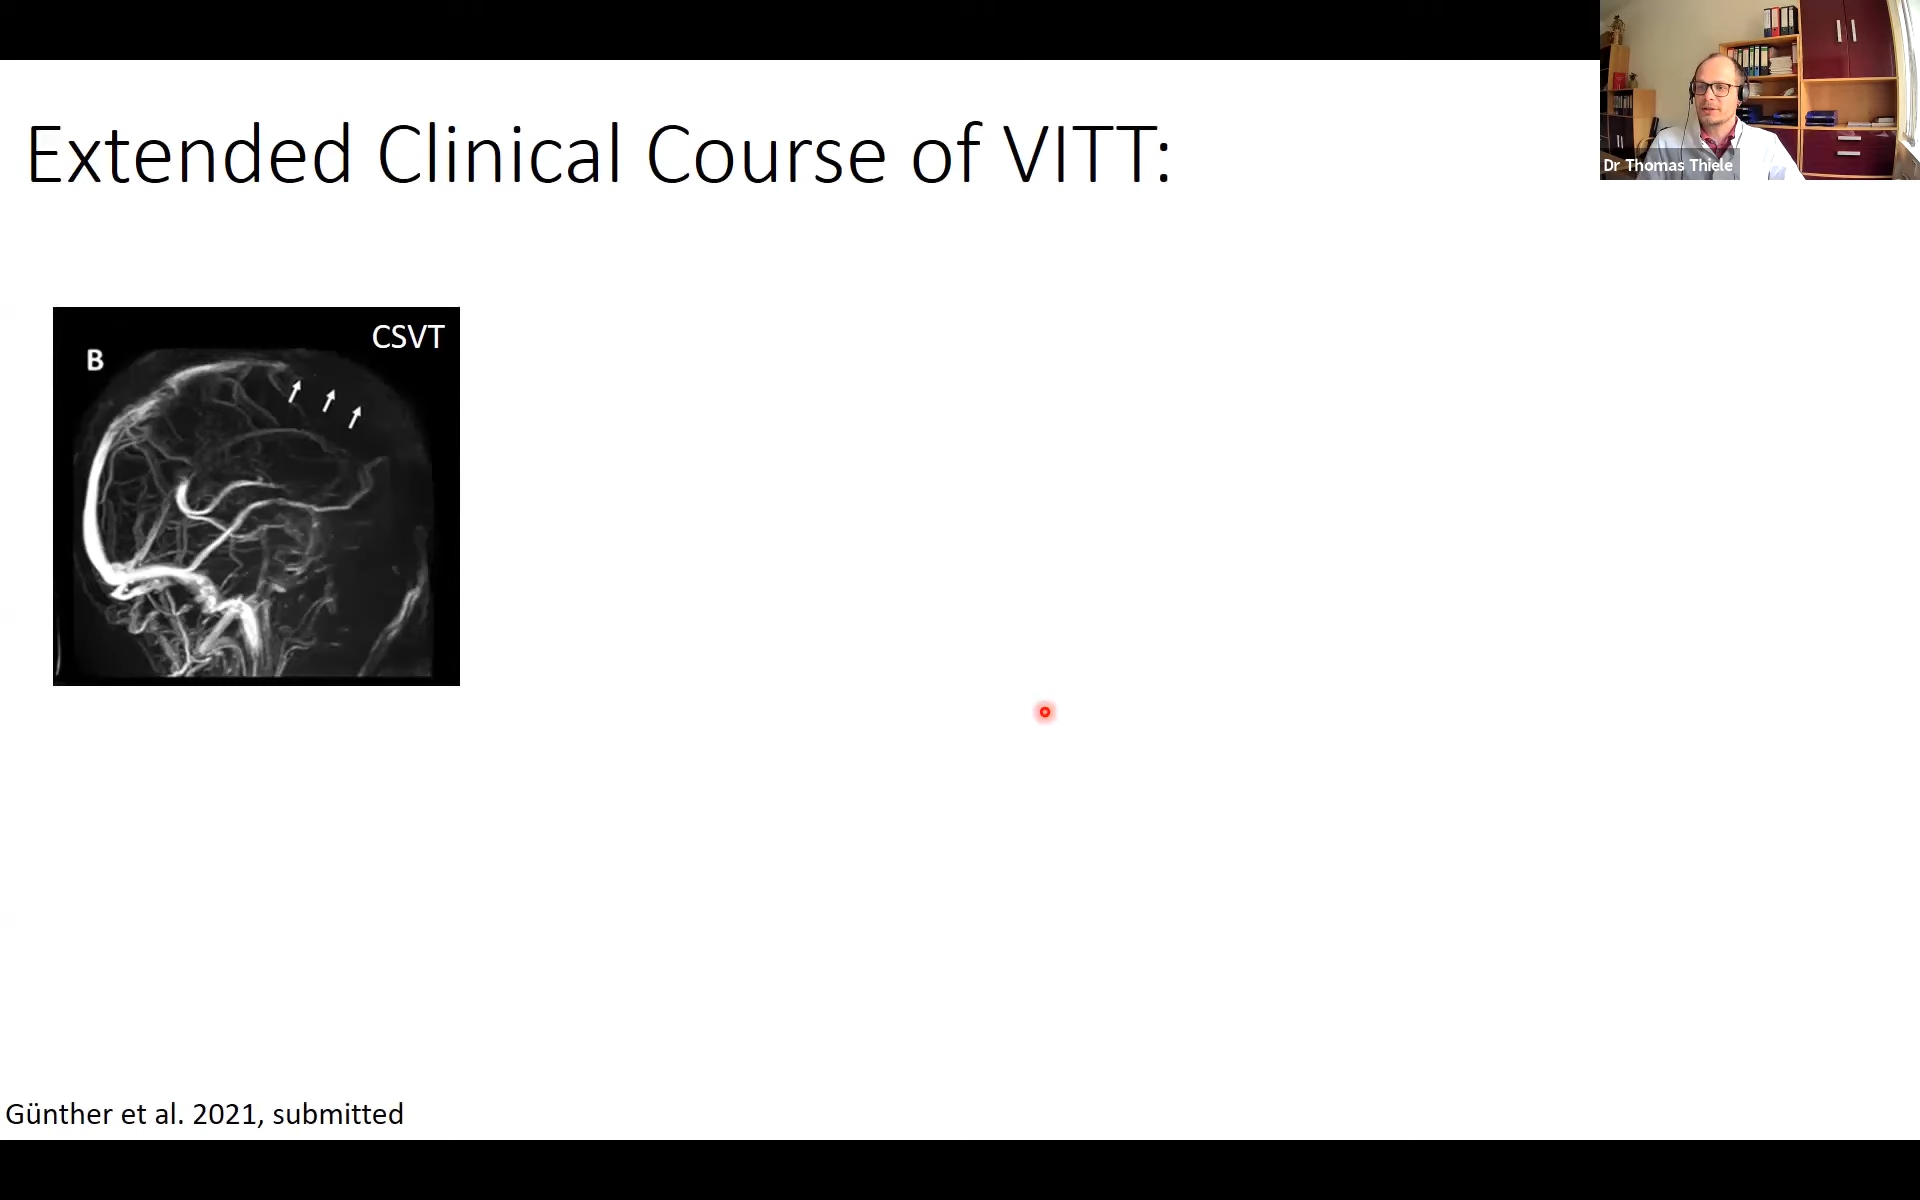 Extended Clinical Course of VITT:
Dr Thomas Thiele
CSVT
B
Günther et al. 2021, submitted